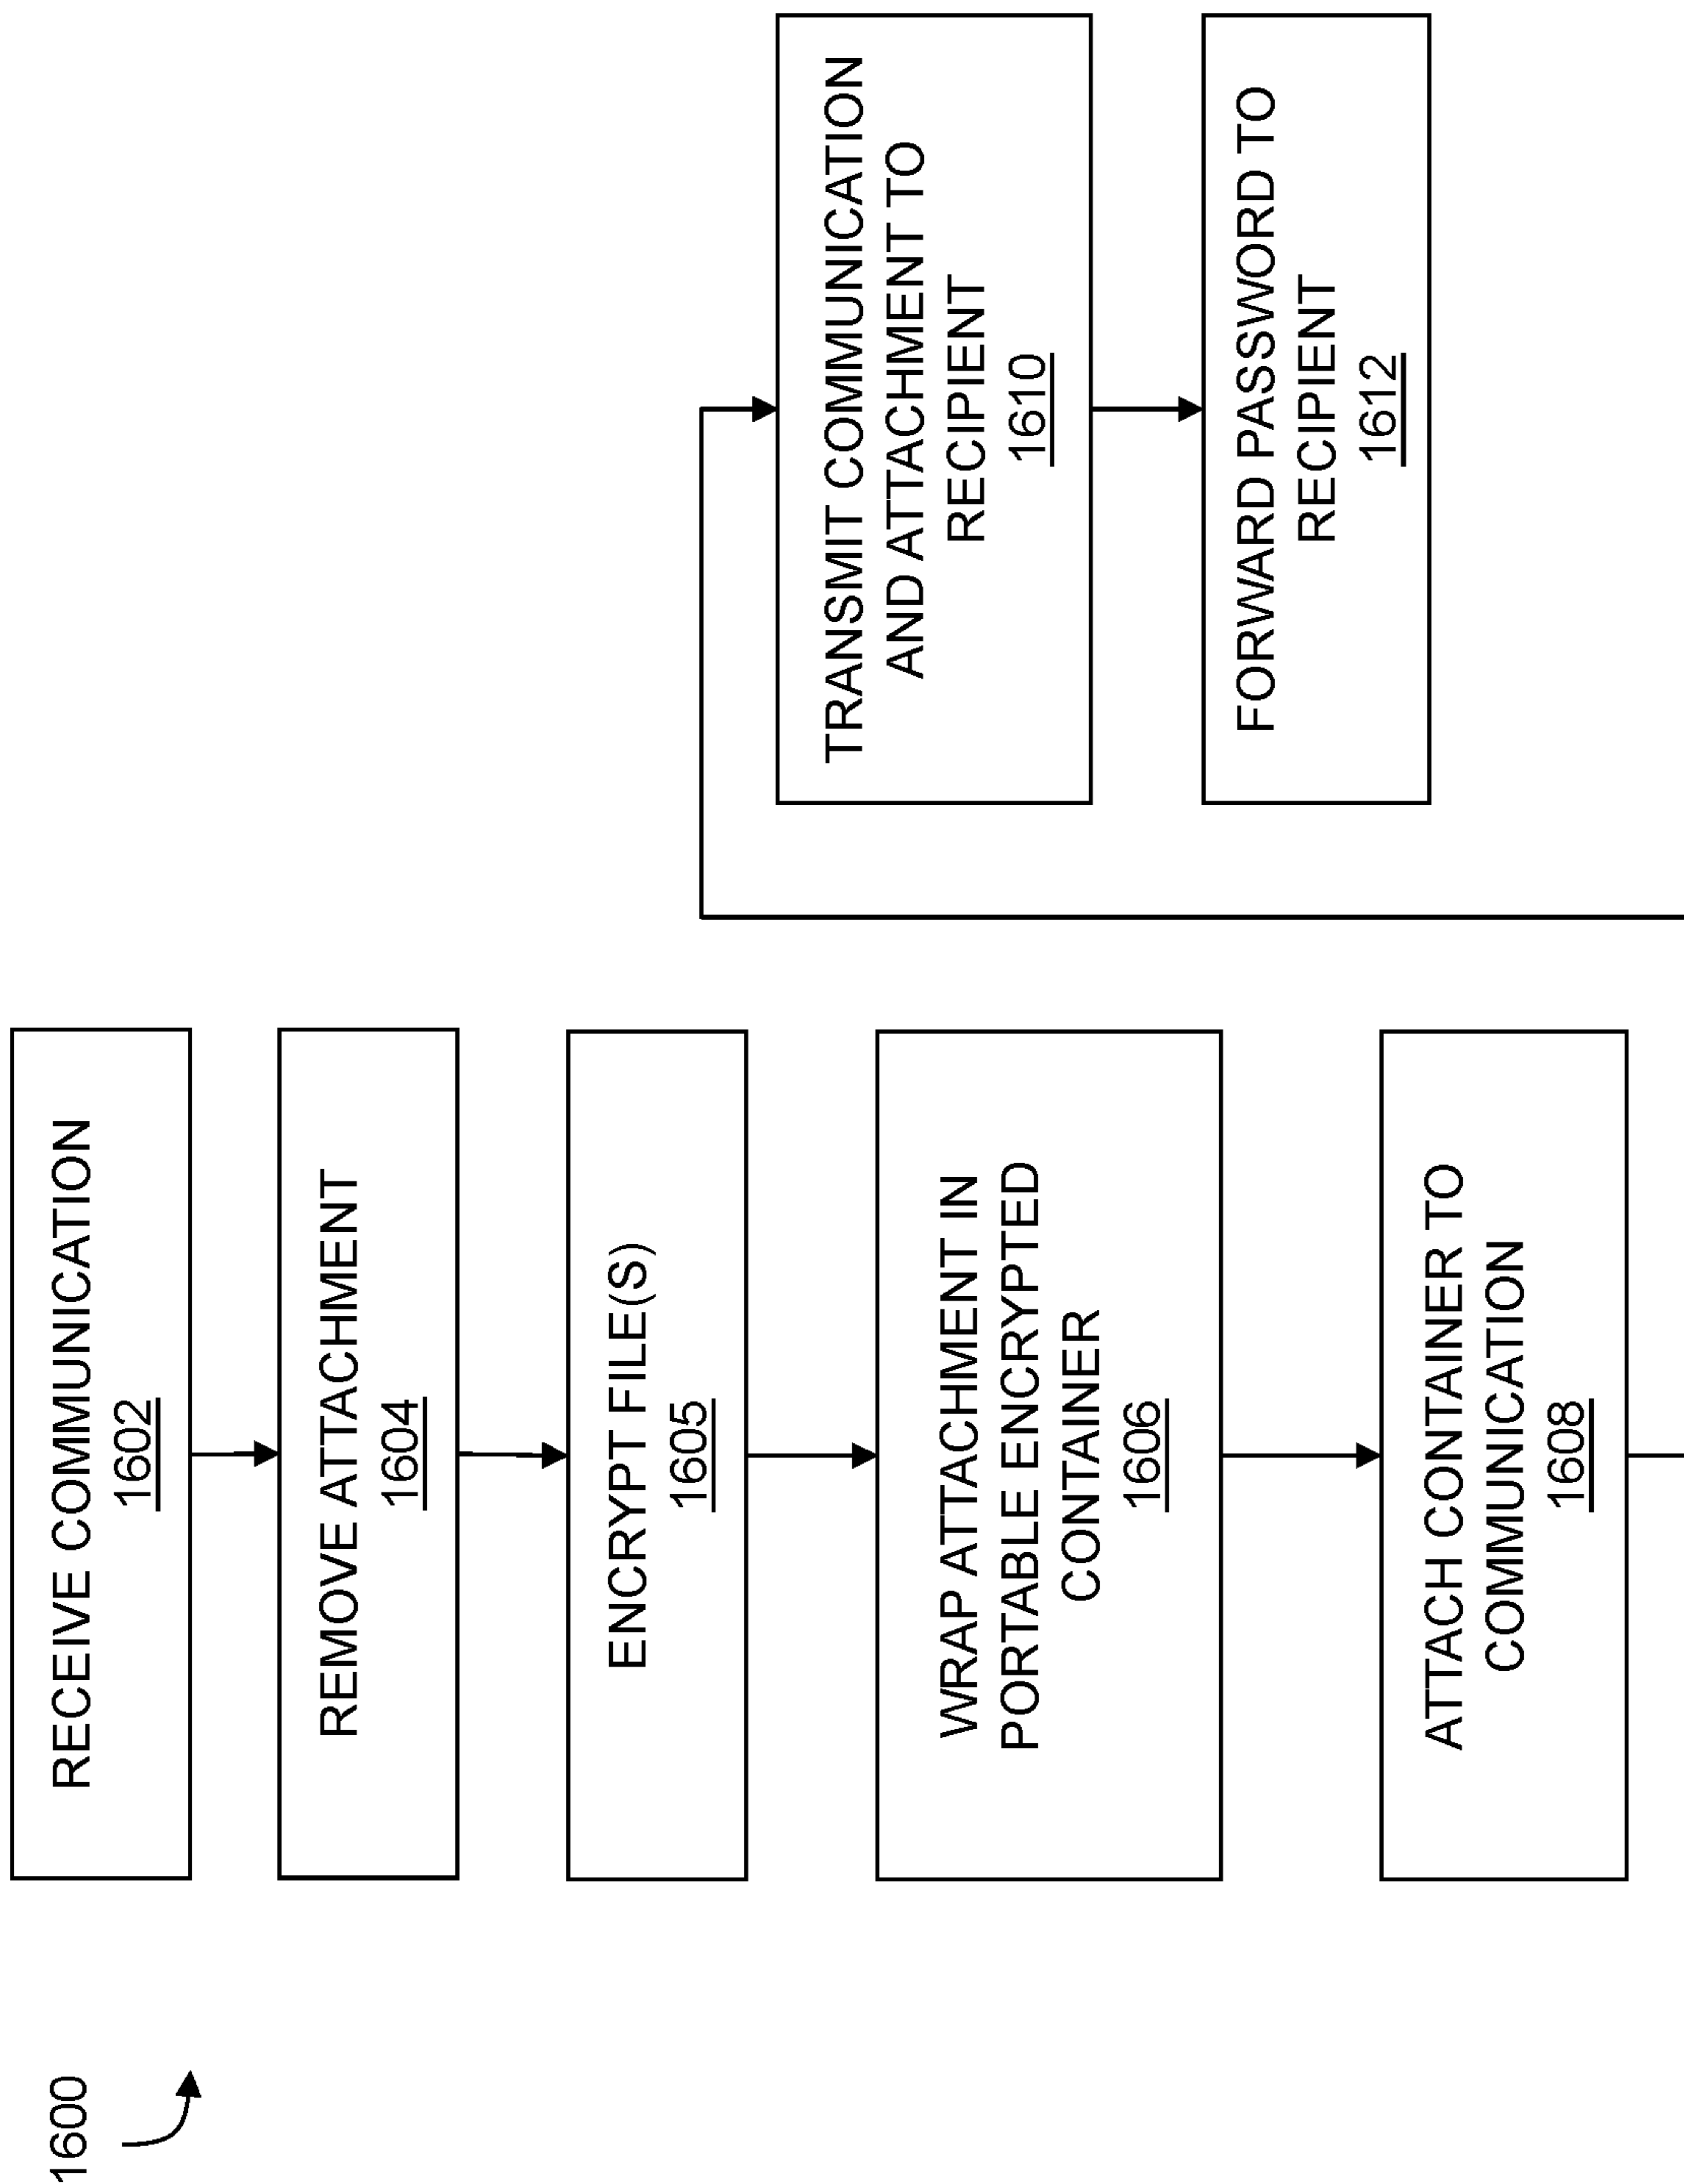 1600
RECEIVE COMMUNICATION
1602
REMOVE ATTACHMENT
1604
ENCRYPT FILE(S)
1605
WRAP ATTACHMENT IN
PORTABLE ENCRYPTED
CONTAINER
1606
ATTACH CONTAINER TO
COMMUNICATION
1608
TRANSMIT COMMUNICATION
AND ATTACHMENT TO
RECIPIENT
1610
FORWARD PASSWORD TO
RECIPIENT
1612